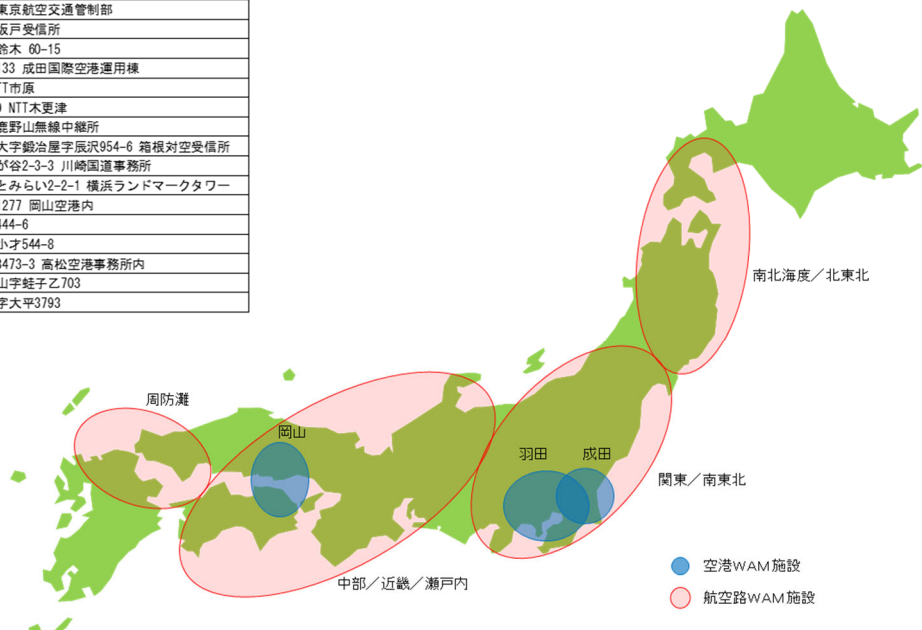 東京航空交通管制部
坂戸受信所
鈴木 60-15
133 成田国際空港運用棟
TT市原
NTT木更津
鹿野山無線中継所
大字鍛冶屋字辰沢954-6 箱根対空受信所
が谷2-3-3 川崎国道事務所
とみらい2-2-1 横浜ランドマークタワー
1277 岡山空港内
444-6
小才544-8
3473-3 高松空港事務所内
山字蛙子乙703
字大平3793
南北海度／北東北
周防灘
岡山
羽田
成田
関東／南東北
中部／近畿／瀬戸内
空港WAM施設
航空路WAM施設